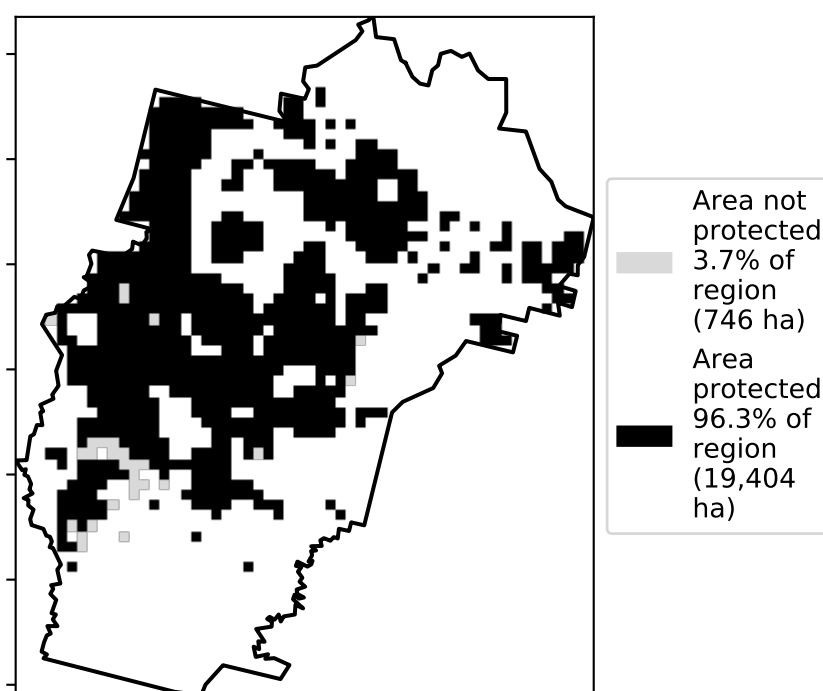 Area not
protected
3.7% of
region
(746 ha)
Area
protected
96.3% of
region
(19,404
ha)